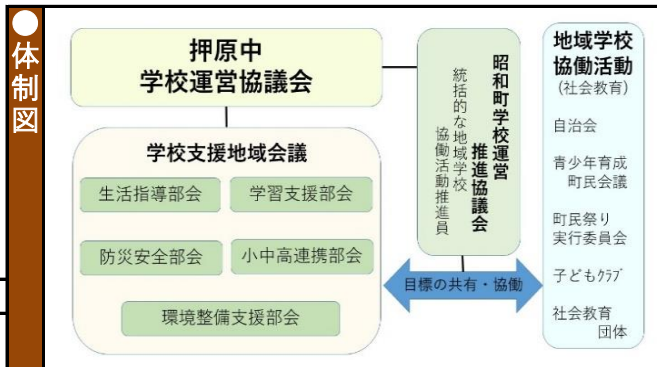 ●体制図
押原中
学校運営協議会
学校支援地域会議
生活指導部会
学習支援部会
防災安全部会
小中高連携部会
環境整備支援部会
昭和町学校運営
推進協議会
統括的な地域学校
協働活動推進員
目標の共有・協働
地域学校
協働活動
(社会教育)
自治会
青少年育成
町民会議
町民祭り
実行委員会
子どもクラブ
社会教育
団体